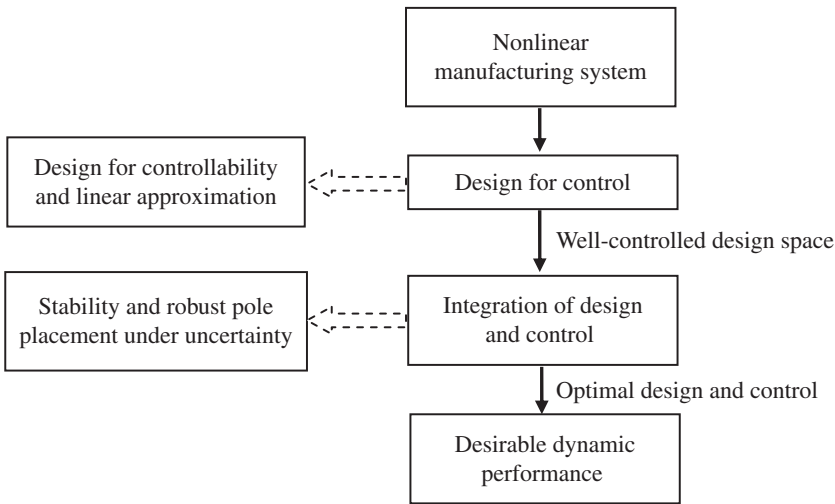 Nonlinear
manufacturing system
Design for controllability
and linear approximation
Design for control
Well-controlled design space
Stability and robust pole
placement under uncertainty
Integration of design
and control
Optimal design and control
Desirable dynamic
performance